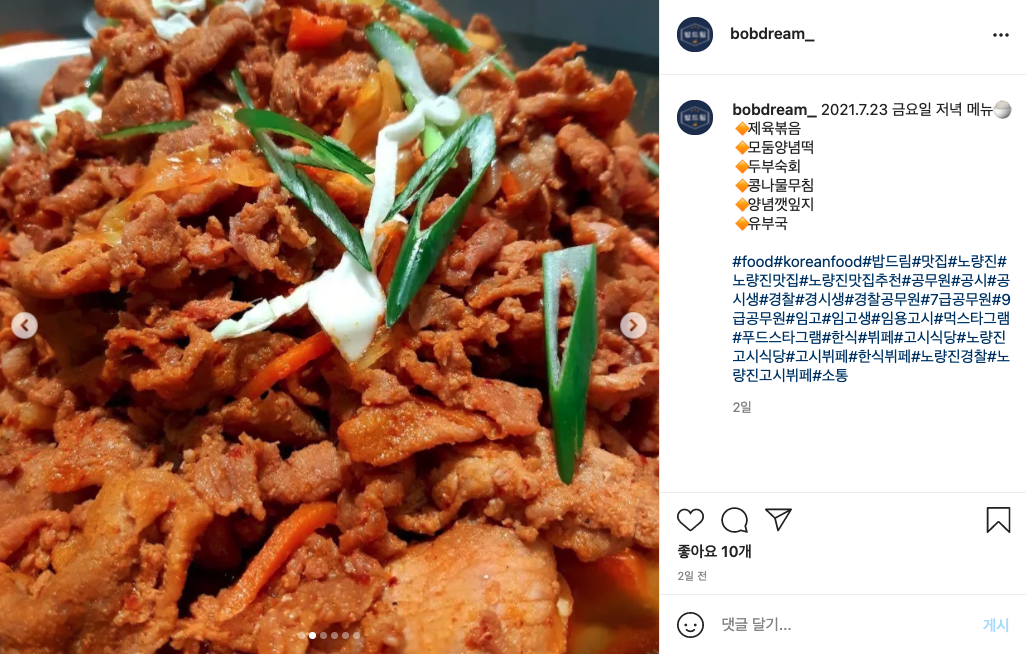 밥드림
bobdream_
밥드림
bobdream_ 2021.7.23 금요일 저녁 메뉴🍚
🔶제육볶음
🔶모둠양념떡
🔶두부숙회
🔶콩나물무침
🔶양념깻잎지
🔶유부국
#food#koreanfood#밥드림#맛집#노량진#
노량진맛집#노량진맛집추천#공무원#공시#공
시생#경찰#경시생#경찰공무원#7급공무원#9
급공무원#임고#임고생#임용고시#먹스타그램
#푸드스타그램#한식#뷔페#고시식당#노량진
고시식당#고시뷔페#한식뷔페#노량진경찰#노
량진고시뷔페#소통
2일
좋아요 10개
2일 전
댓글 달기...
게시